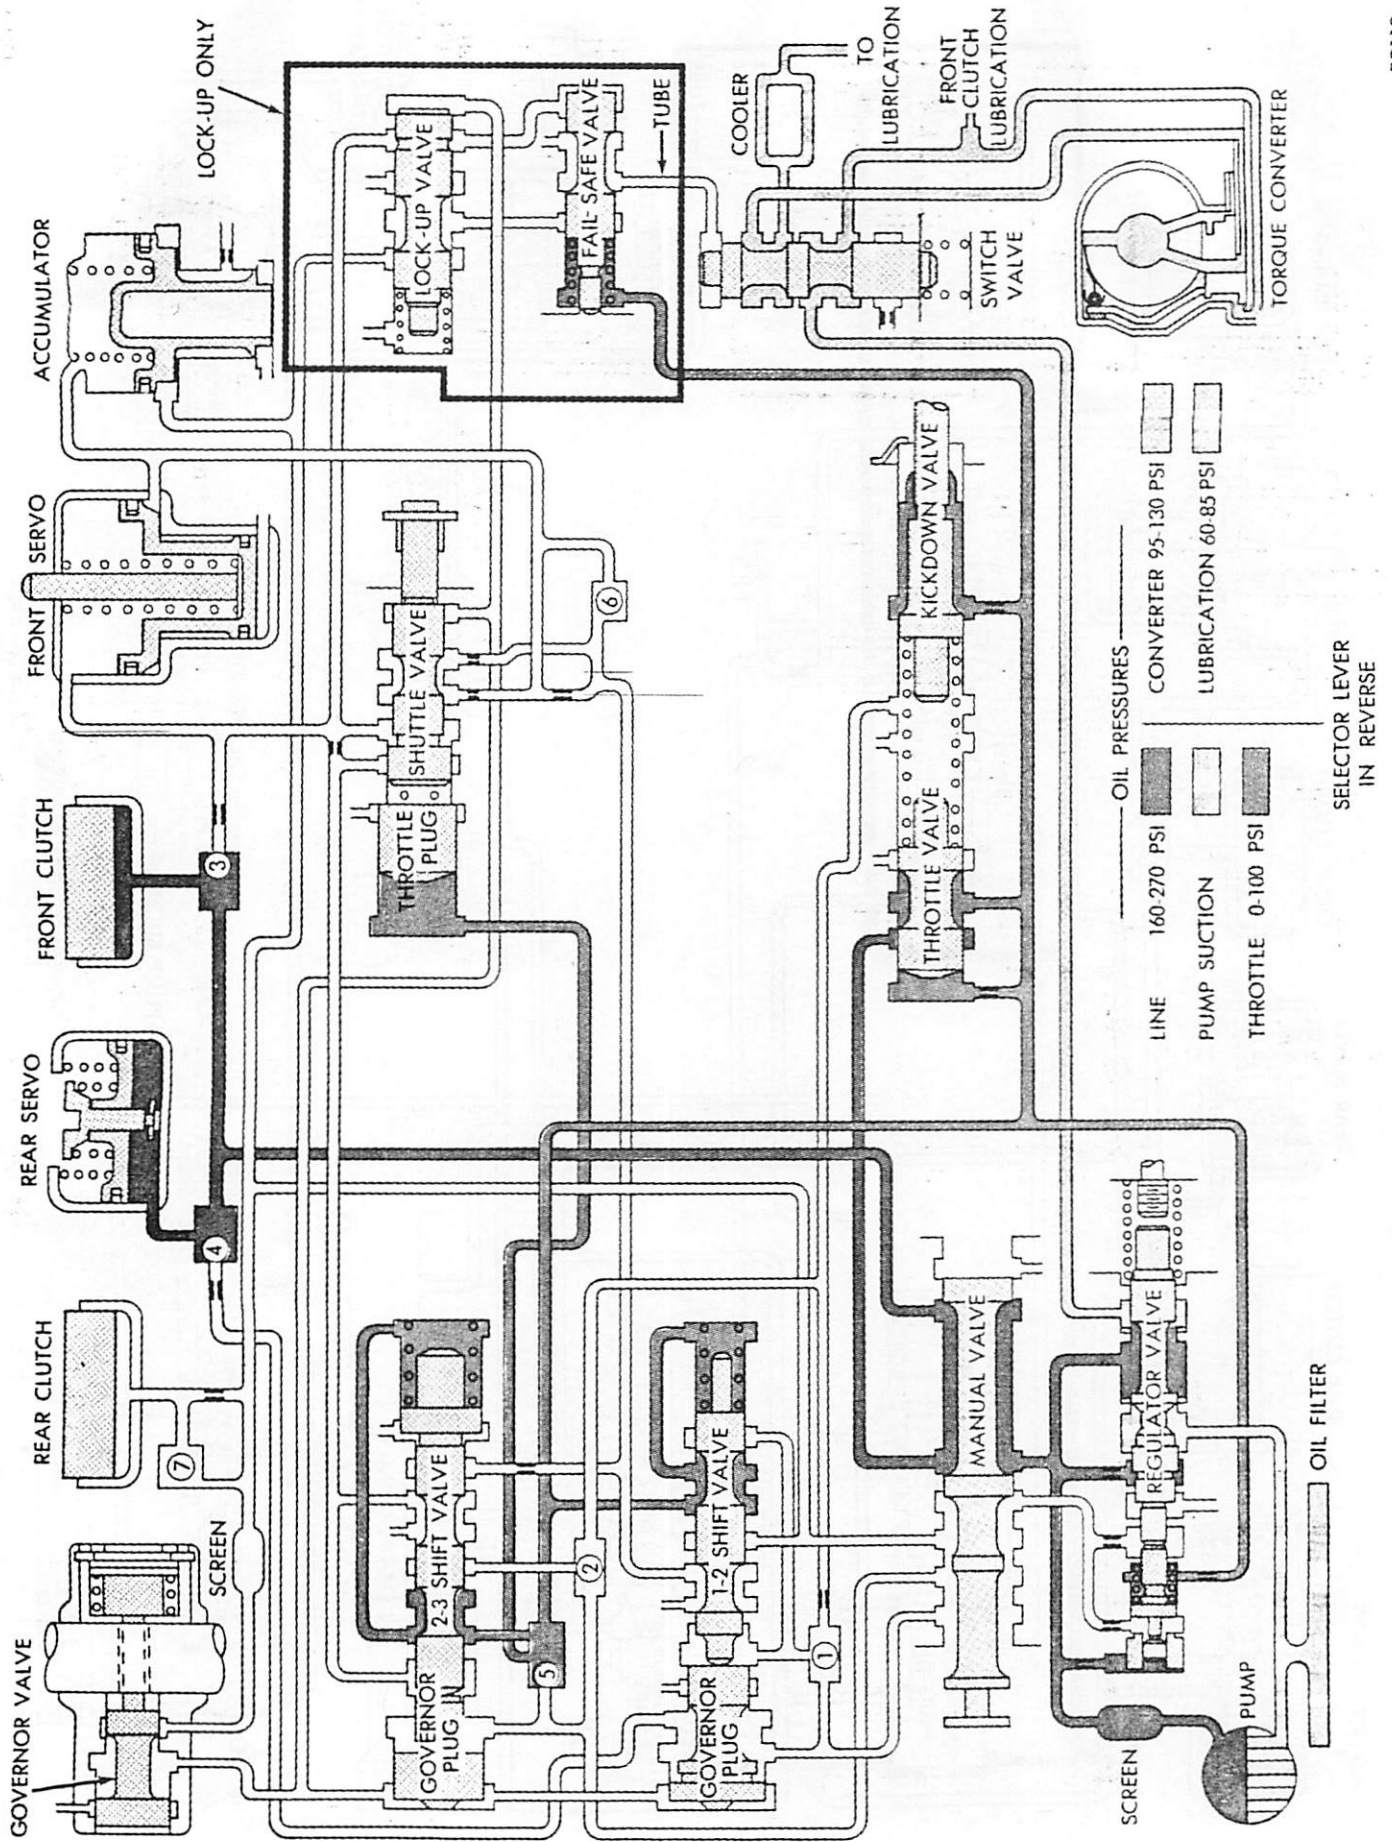 GOVERNOR VALVE
REAR CLUTCH
REAR SERVO
FRONT CLUTCH
FRONT SERVO
ACCUMULATOR
LOCK-UP ONLY
SCREEN
7
4
3
GOVERNOR
PLUG
2-3 SHIFT VALVE
THROTTLE
PLUG
SHUTTLE VALVE
LOCK-UP VALVE
5
2
6
FAIL-SAFE VALVE
TUBE
GOVERNOR
PLUG
1-2 SHIFT VALVE
1
COOLER
TO
LUBRICATION
FRONT
CLUTCH
LUBRICATION
SWITCH
VALVE
MANUAL VALVE
THROTTLE VALVE
KICKDOWN VALVE
REGULATOR VALVE
SCREEN
PUMP
OIL FILTER
TORQUE CONVERTER
OIL PRESSURES
LINE 160-270 PSI
CONVERTER 95-130 PSI
PUMP SUCTION
LUBRICATION 60-85 PSI
THROTTLE 0-100 PSI
SELECTOR LEVER
IN REVERSE